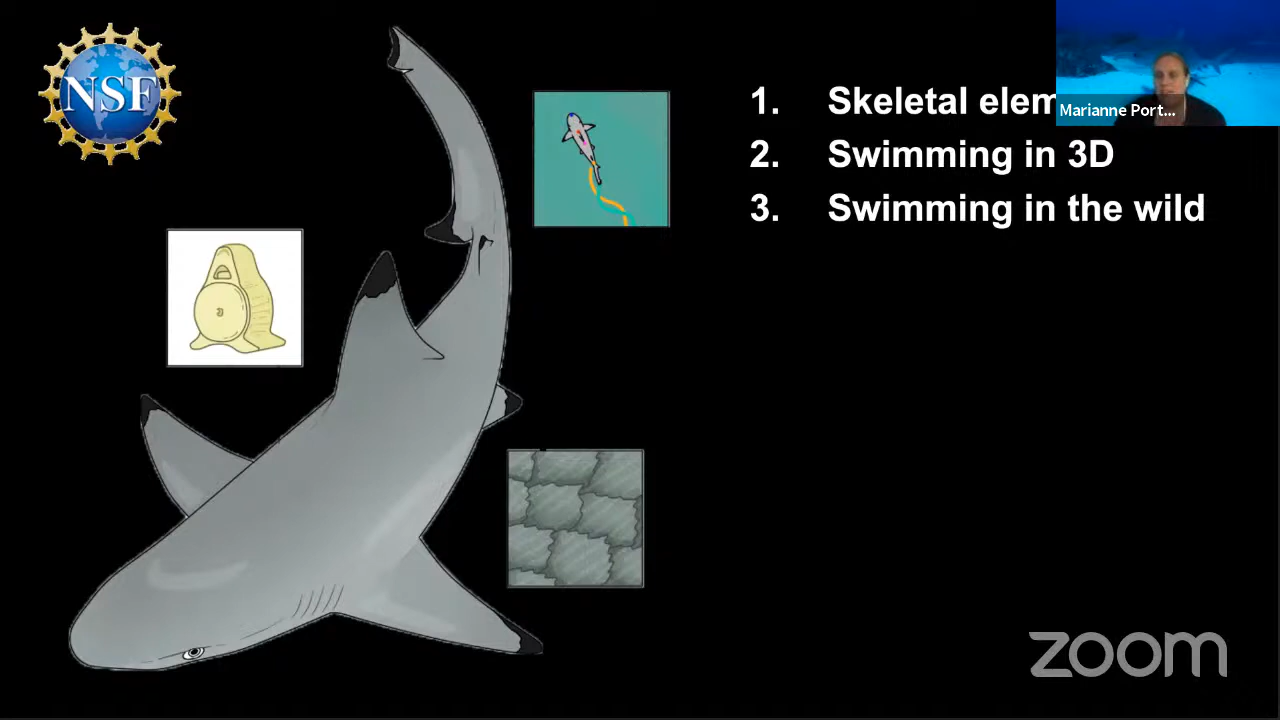 NSF
1. Skeletal elem
Marianne Port...
2. Swimming in 3D
3. Swimming in the wild
zoom